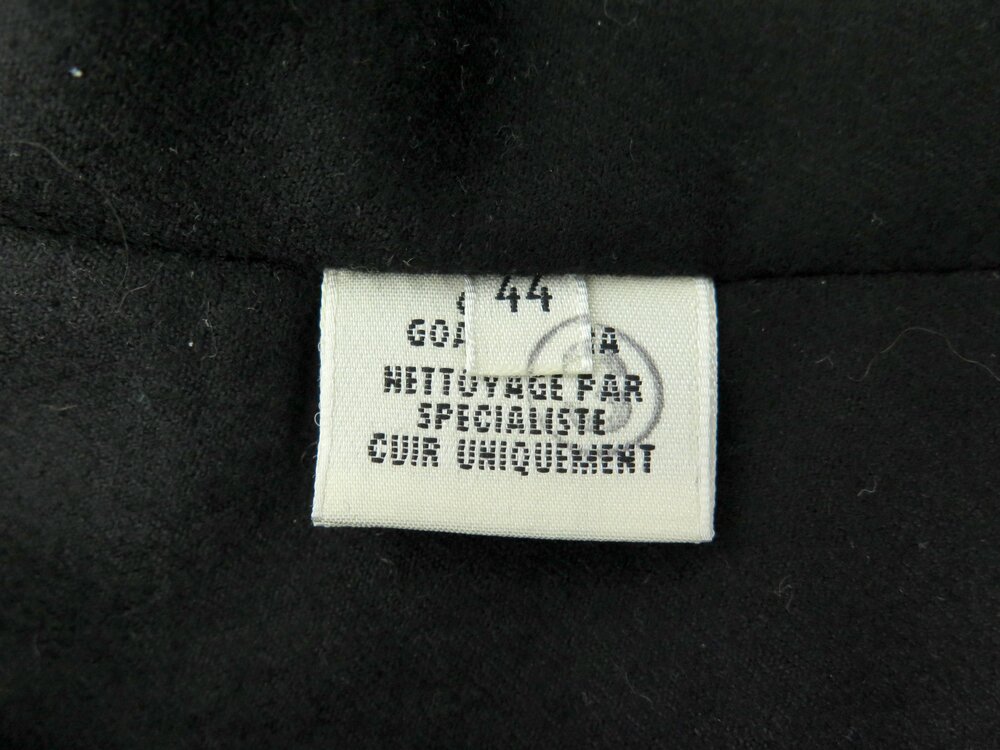 44
NETTOYAGE PAR
SPECIALISTE
CUIR UNIQUEMENT